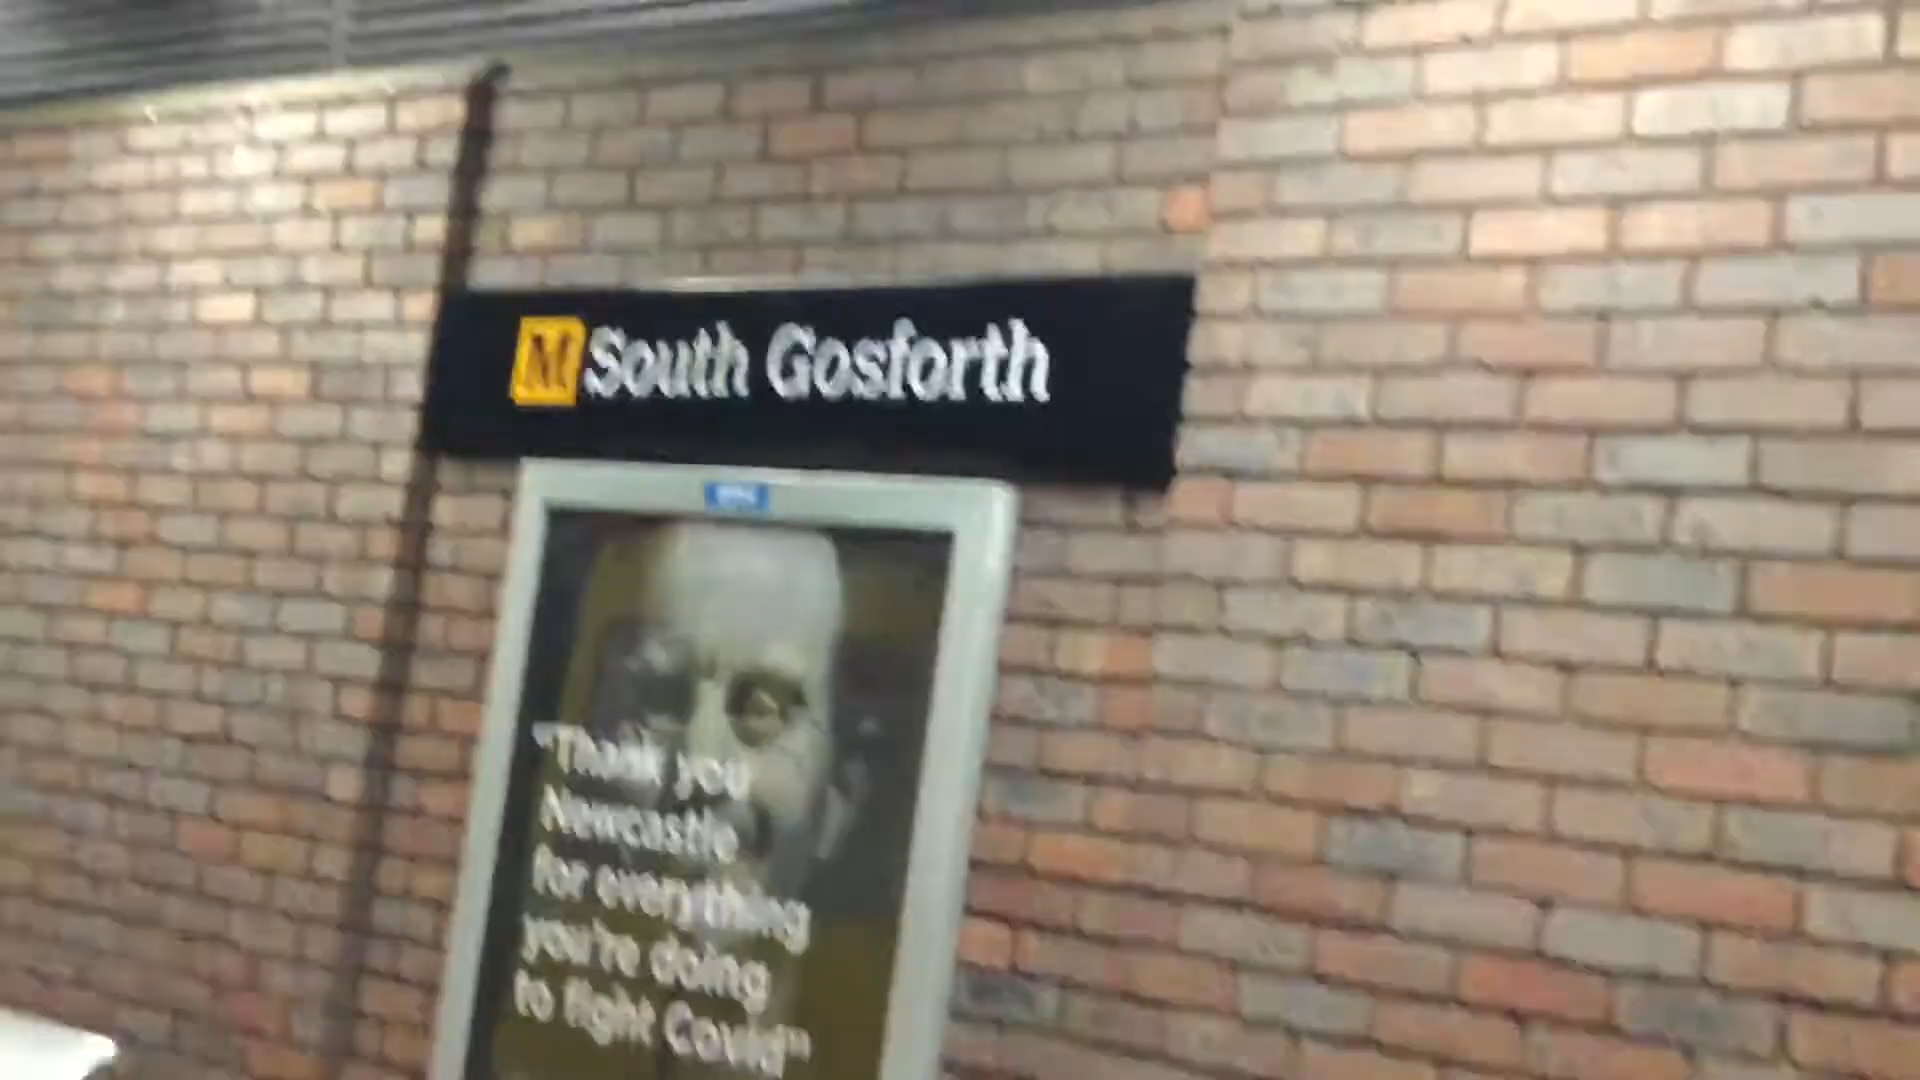 M South Gosforth
"Thank you
Newcastle
for everything
you're doing
to fight Covid"